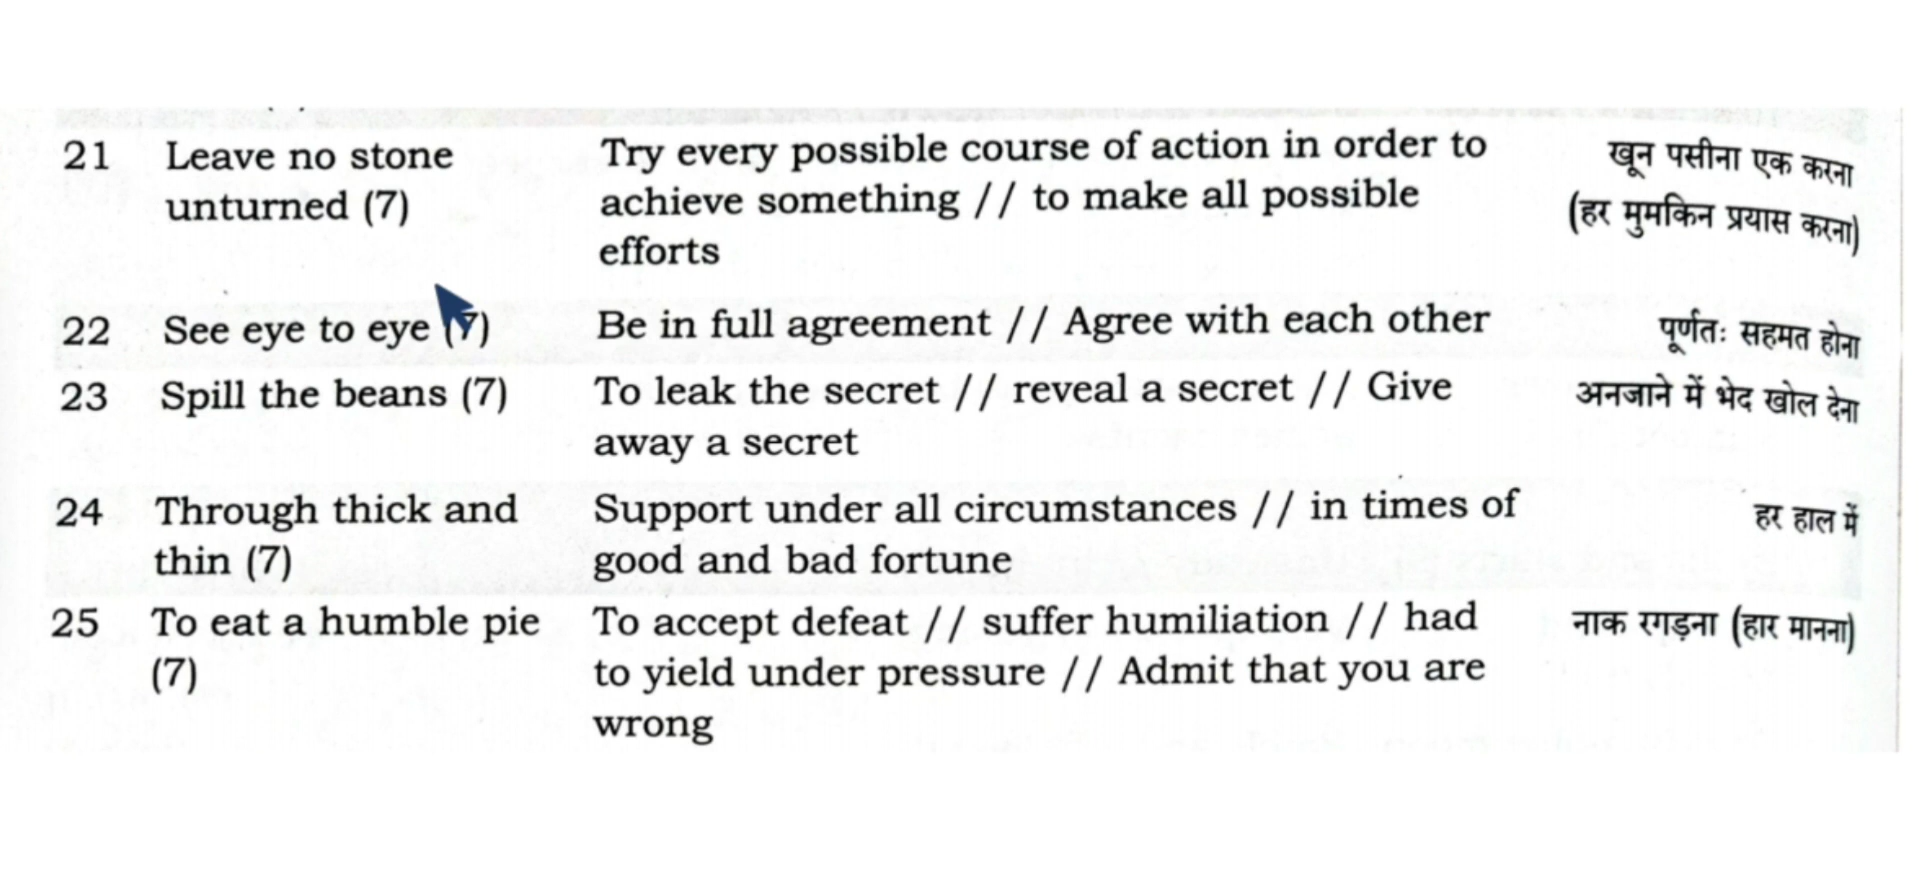 21 Leave no stone unturned (7) Try every possible course of action in order to achieve something // to make all possible efforts खून पसीना एक करना (हर मुमकिन प्रयास करना)
22 See eye to eye (7) Be in full agreement // Agree with each other पूर्णतः सहमत होना
23 Spill the beans (7) To leak the secret // reveal a secret // Give away a secret अनजाने में भेद खोल देना
24 Through thick and thin (7) Support under all circumstances // in times of good and bad fortune हर हाल में
25 To eat a humble pie (7) To accept defeat // suffer humiliation // had to yield under pressure // Admit that you are wrong नाक रगड़ना (हार मानना)